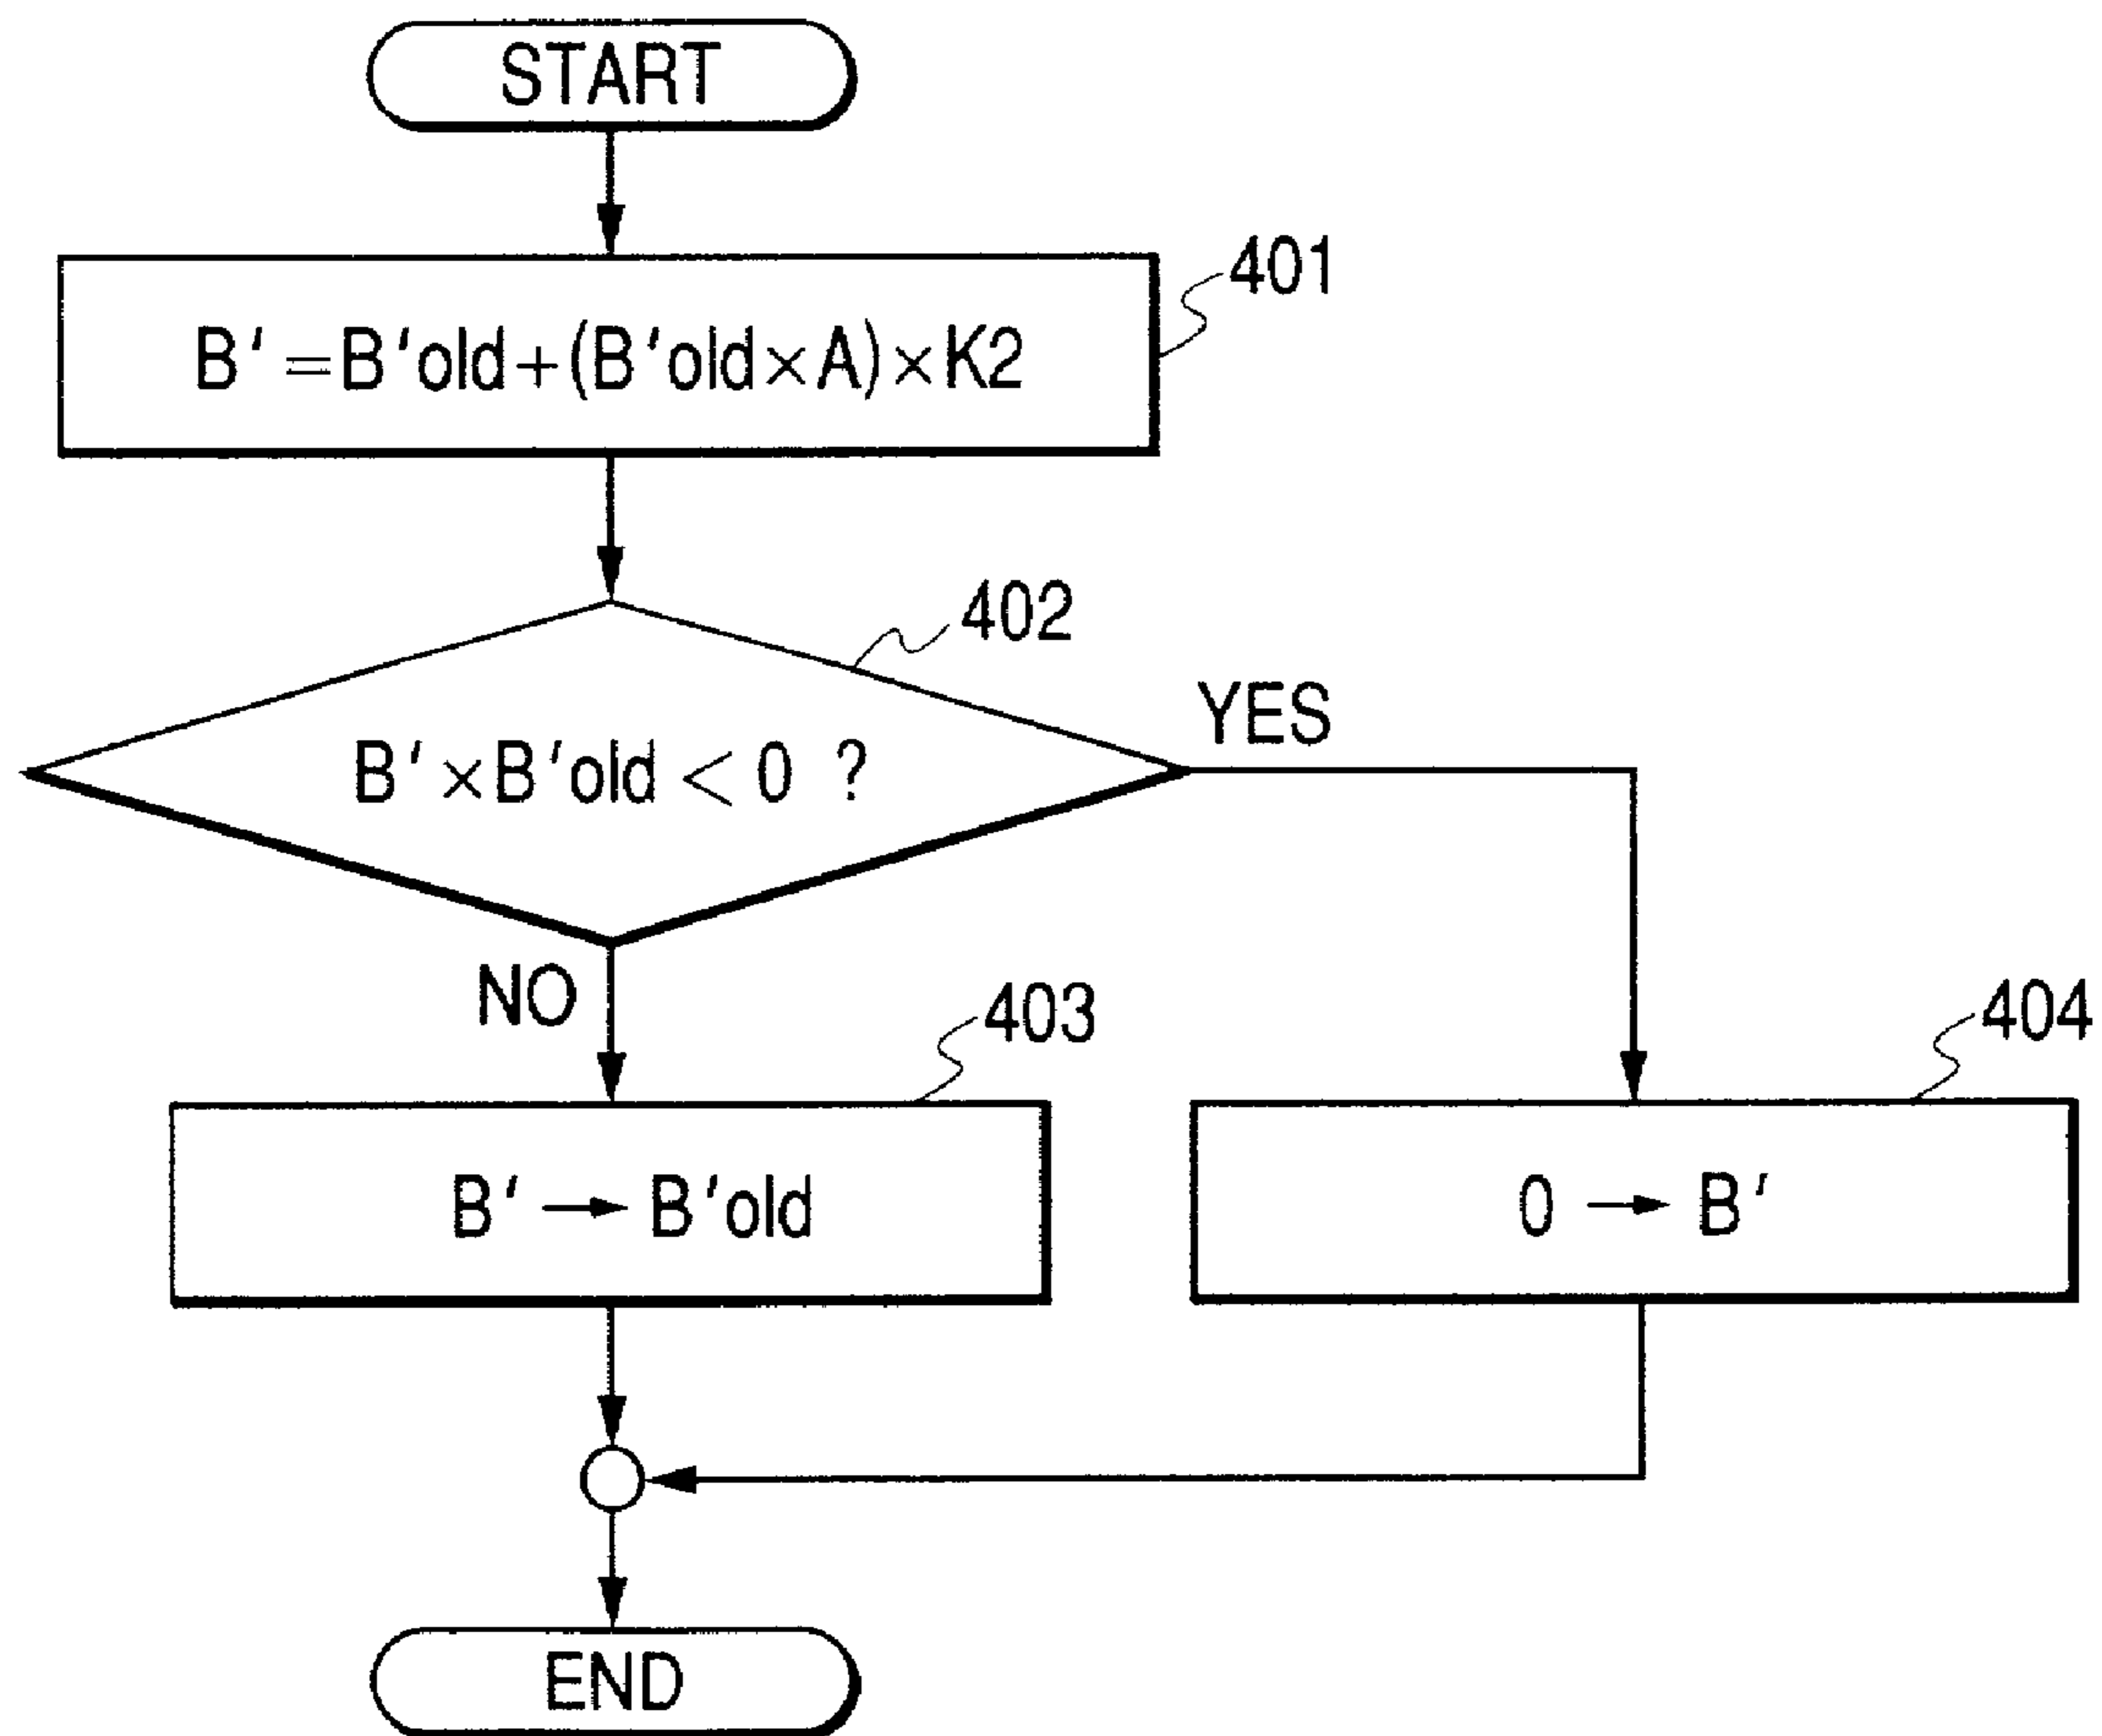 START
B'=B'old+(B'old×A)×K2
401
402
B'×B'old<0 ?
YES
NO
403
404
B'→B'old
0→B'
END